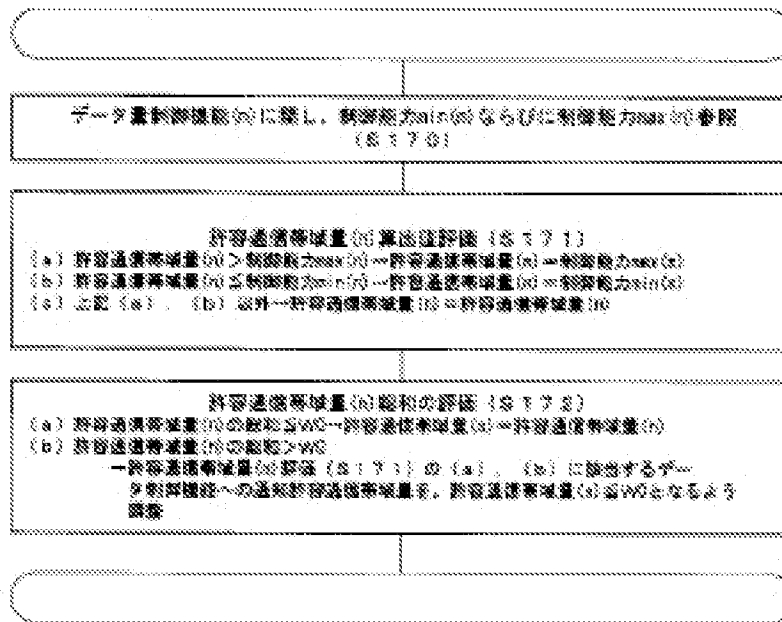 データ量制御機能(n)に関し、制御能力min(n)ならびに制御能力max(n)参照
(S170)
許容通信帯域量(n)算出値評価 (S171)
(a) 許容通信帯域量(n)>制御能力max(n)→許容通信帯域量(n)=制御能力max(n)
(b) 許容通信帯域量(n)≦制御能力min(n)→許容通信帯域量(n)=制御能力min(n)
(c) 上記 (a) 、 (b) 以外→許容通信帯域量(n)=許容通信帯域量(n)
許容通信帯域量(n)総和の評価 (S172)
(a) 許容通信帯域量(n)の総和≦W0→許容通信帯域量(n)=許容通信帯域量(n)
(b) 許容通信帯域量(n)の総和>W0
→許容通信帯域量(n)評価 (S171) の (a) 、 (b) に該当するデー
タ制御機能への通知許容通信帯域量を、許容通信帯域量(n)≦W0となるよう
調整